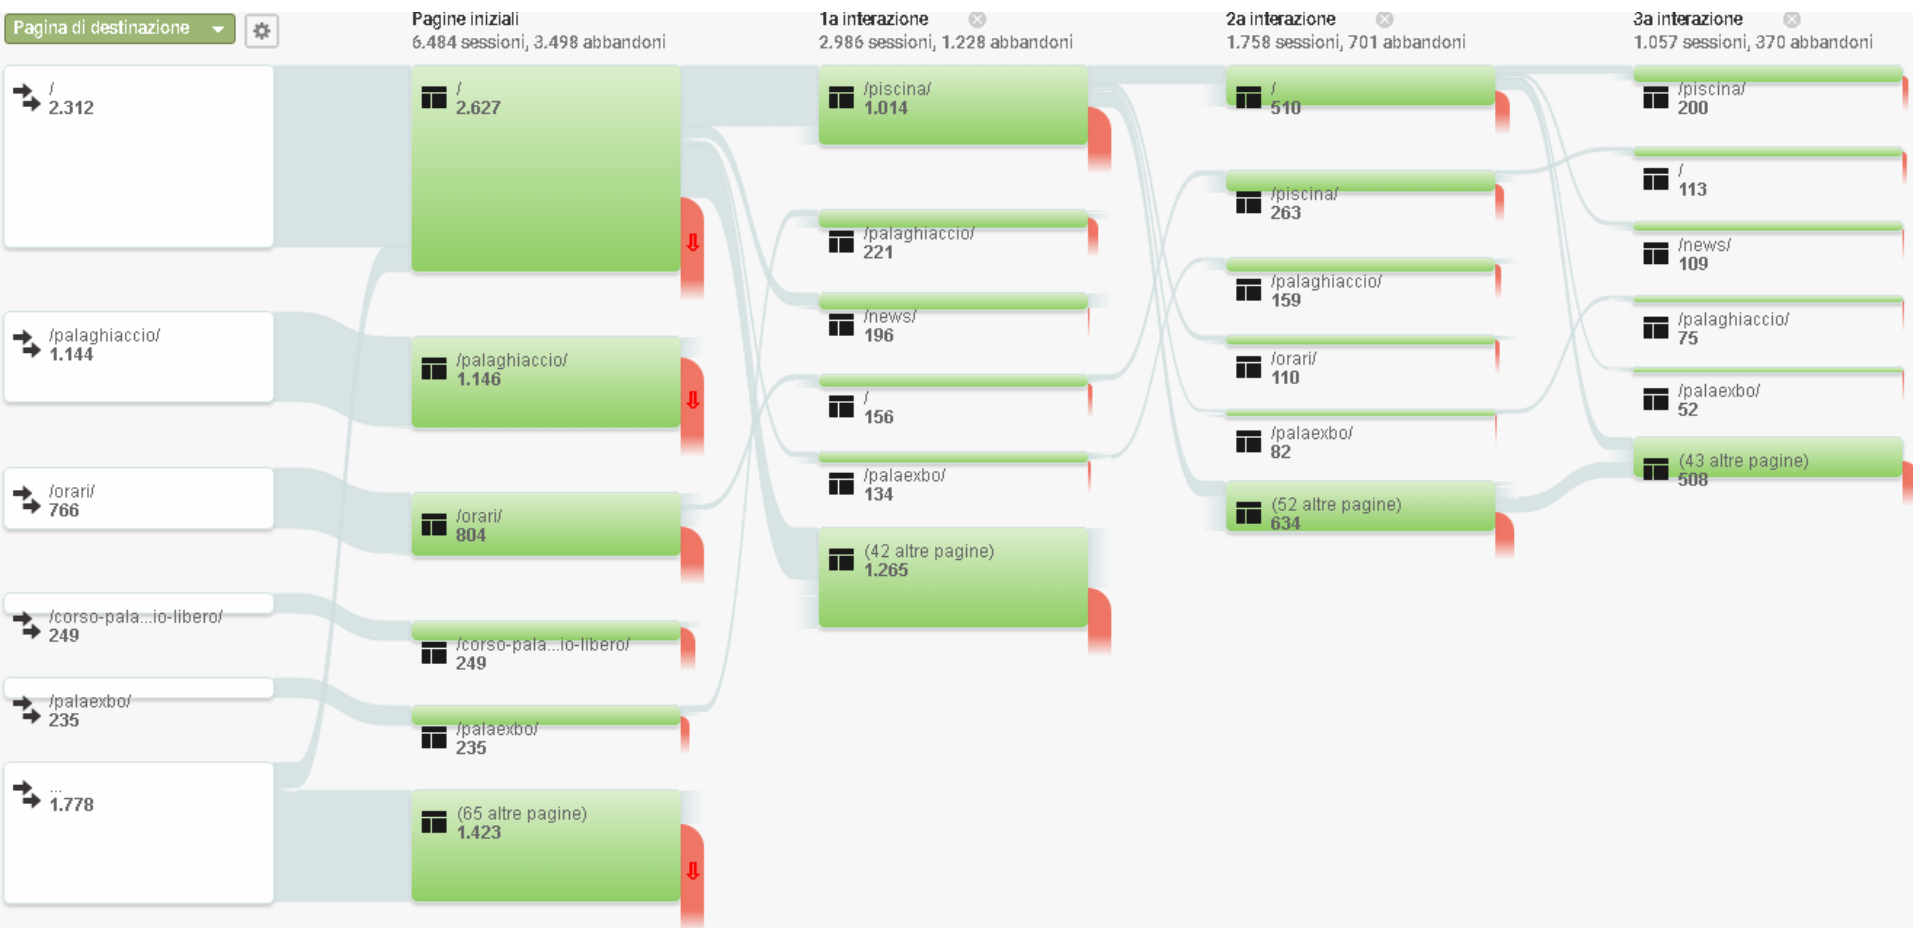 Pagina di destinazione
Pagine iniziali
6.484 sessioni, 3.498 abbandoni
1a interazione
2.986 sessioni, 1.228 abbandoni
2a interazione
1.758 sessioni, 701 abbandoni
3a interazione
1.057 sessioni, 370 abbandoni
/
2.312
/palaghiaccio/
1.144
/orari/
766
/corso-pala...io-libero/
249
/palaexbo/
235
...
1.778
/
2.627
/palaghiaccio/
1.146
/orari/
804
/corso-pala...io-libero/
249
/palaexbo/
235
(65 altre pagine)
1.423
/piscina/
1.014
/palaghiaccio/
221
/news/
196
/
156
/palaexbo/
134
(42 altre pagine)
1.265
/
510
/piscina/
263
/palaghiaccio/
159
/orari/
110
/palaexbo/
82
(52 altre pagine)
634
/piscina/
200
/
113
/news/
109
/palaghiaccio/
75
/palaexbo/
52
(43 altre pagine)
508